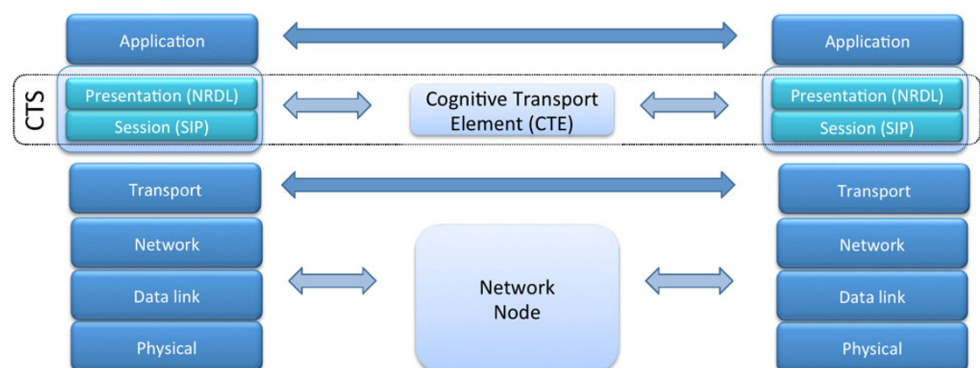 Application
Application
CTS
Presentation (NRDL)
Cognitive Transport
Element (CTE)
Presentation (NRDL)
Session (SIP)
Session (SIP)
Transport
Transport
Network
Network
Network
Node
Data link
Data link
Physical
Physical